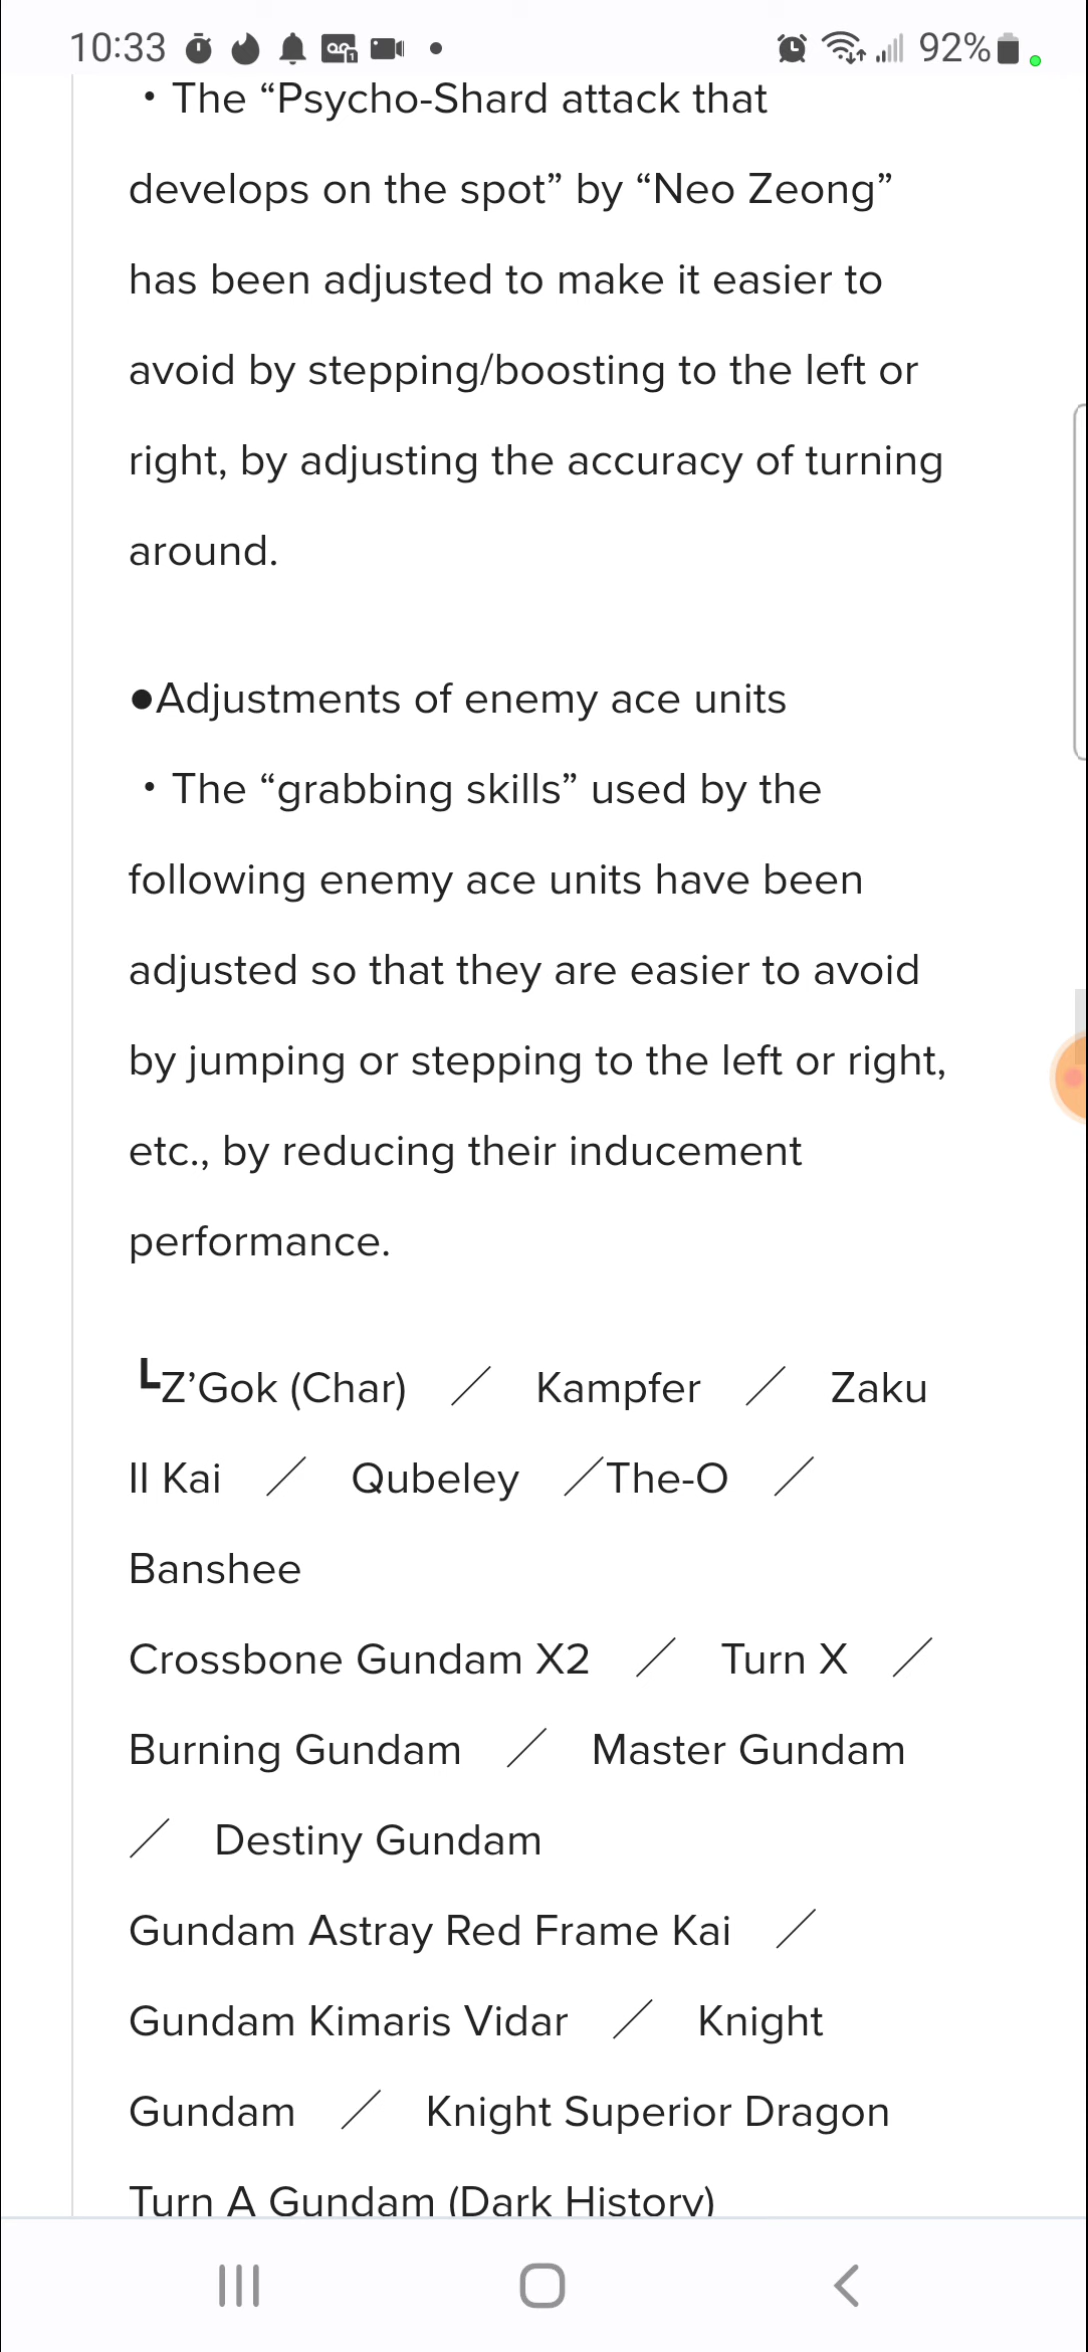 10:33 92%
・The “Psycho-Shard attack that
develops on the spot” by “Neo Zeong”
has been adjusted to make it easier to
avoid by stepping/boosting to the left or
right, by adjusting the accuracy of turning
around.
●Adjustments of enemy ace units
・The “grabbing skills” used by the
following enemy ace units have been
adjusted so that they are easier to avoid
by jumping or stepping to the left or right,
etc., by reducing their inducement
performance.
┗Z’Gok (Char) ／ Kampfer ／ Zaku
II Kai ／ Qubeley ／The-O ／
Banshee
Crossbone Gundam X2 ／ Turn X ／
Burning Gundam ／ Master Gundam
／ Destiny Gundam
Gundam Astray Red Frame Kai ／
Gundam Kimaris Vidar ／ Knight
Gundam ／ Knight Superior Dragon
Turn A Gundam (Dark History)